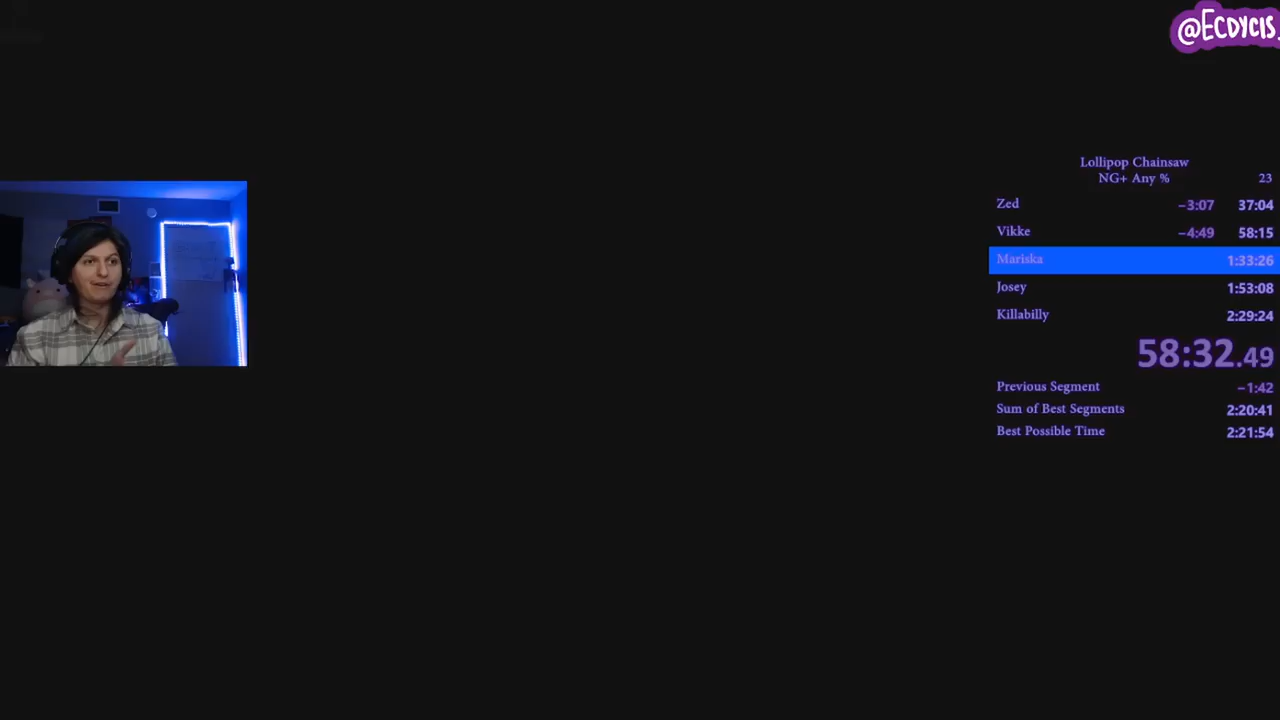 @ECDYCIS_
Lollipop Chainsaw
NG+ Any % 23
Zed −3:07 37:04
Vikke −4:49 58:15
Mariska 1:33:26
Josey 1:53:08
Killabilly 2:29:24
58:32.49
Previous Segment −1:42
Sum of Best Segments 2:20:41
Best Possible Time 2:21:54